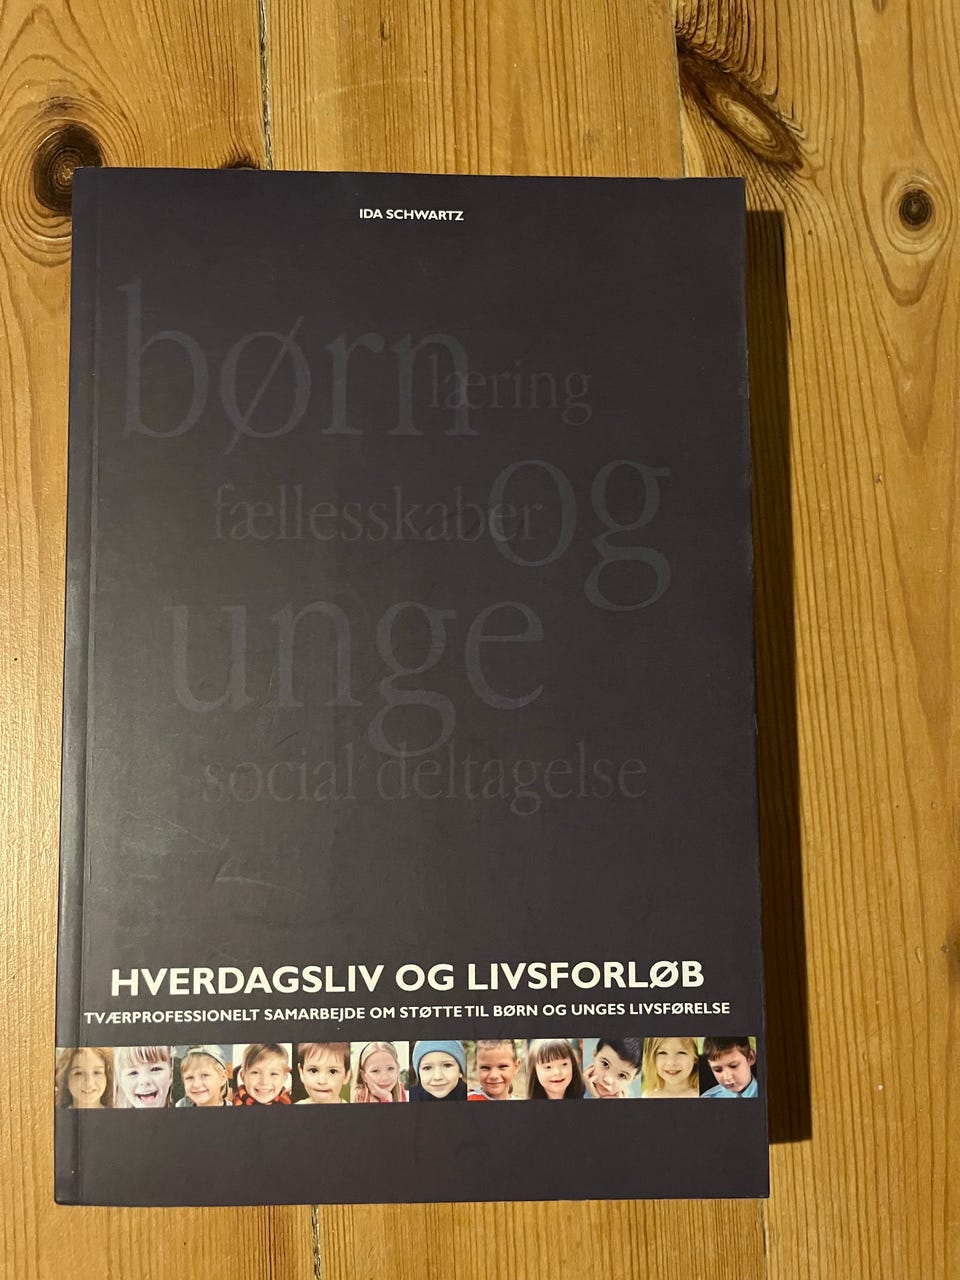 IDA SCHWARTZ
børn
læring
og
fællesskaber
unge
social deltagelse
HVERDAGSLIV OG LIVSFORLØB
TVÆRPROFESSIONELT SAMARBEJDE OM STØTTE TIL BØRN OG UNGES LIVSFØRELSE